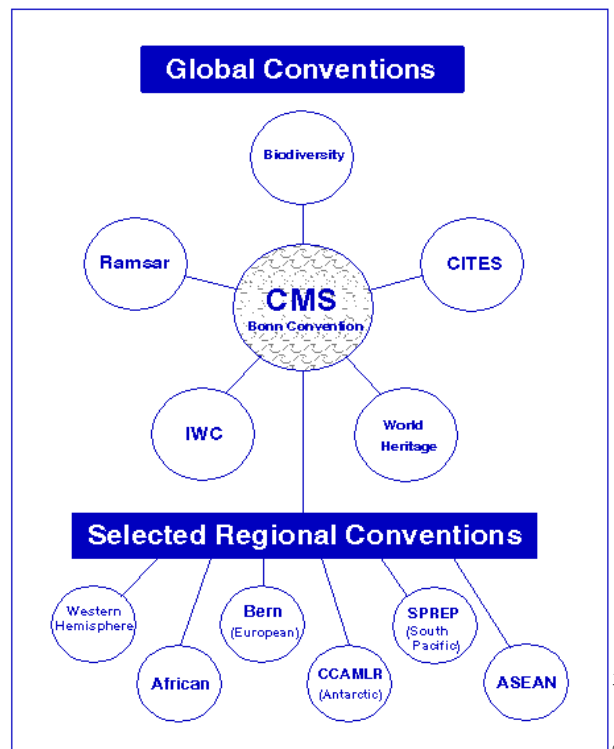 Global Conventions
Biodiversity
Ramsar
CITES
CMS
Bonn Convention
IWC
World
Heritage
Selected Regional Conventions
Western
Hemisphere
African
Bern
(European)
CCAMLR
(Antarctic)
SPREP
(South
Pacific)
ASEAN